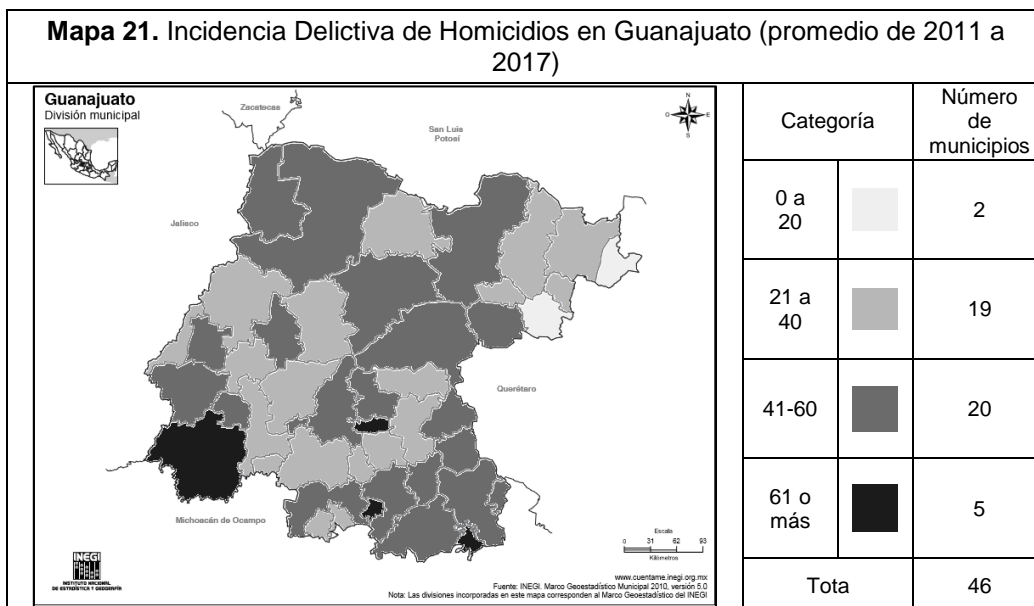 Mapa 21. Incidencia Delictiva de Homicidios en Guanajuato (promedio de 2011 a
2017)
Guanajuato
División municipal
Zacatecas
San Luis
Potosí
N
O
E
S
Jalisco
Querétaro
Michoacán de Ocampo
Escala
0 31 62 93
Kilómetros
INEGI
INSTITUTO NACIONAL
DE ESTADÍSTICA Y GEOGRAFÍA
www.cuentame.inegi.org.mx
Fuente: INEGI. Marco Geoestadístico Municipal 2010, versión 5.0
Nota: Las divisiones incorporadas en este mapa corresponden al Marco Geoestadístico del INEGI
Categoría
Número
de
municipios
0 a
20
2
21 a
40
19
41-60
20
61 o
más
5
Tota
46